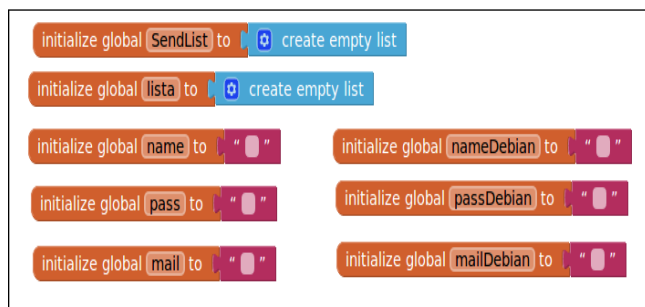 initialize global SendList to create empty list
initialize global lista to create empty list
initialize global name to " "
initialize global nameDebian to " "
initialize global pass to " "
initialize global passDebian to " "
initialize global mail to " "
initialize global mailDebian to " "